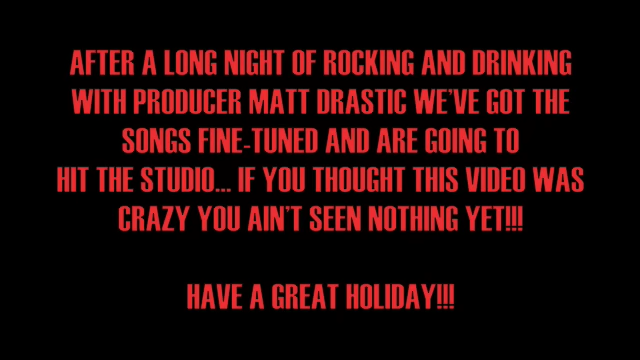 AFTER A LONG NIGHT OF ROCKING AND DRINKING
WITH PRODUCER MATT DRASTIC WE'VE GOT THE
SONGS FINE-TUNED AND ARE GOING TO
HIT THE STUDIO... IF YOU THOUGHT THIS VIDEO WAS
CRAZY YOU AIN'T SEEN NOTHING YET!!!
HAVE A GREAT HOLIDAY!!!